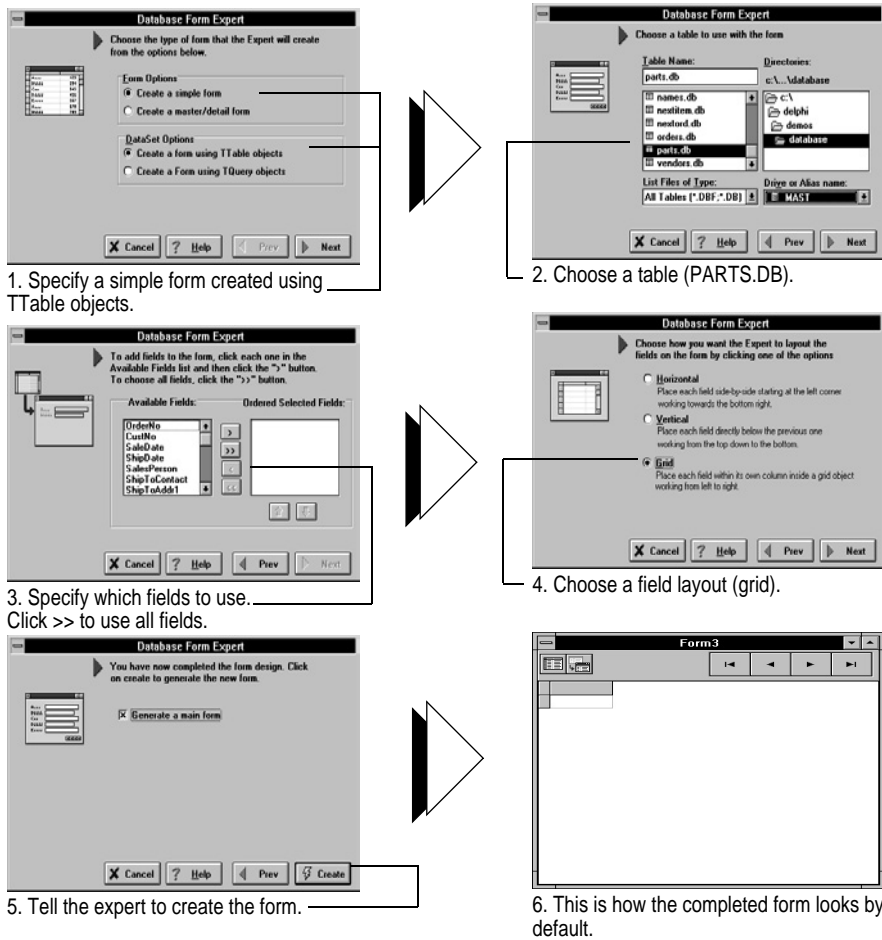 Database Form Expert
Choose the type of form that the Expert will create
from the options below.
Form Options
Create a simple form
Create a master/detail form
DataSet Options
Create a form using TTable objects
Create a Form using TQuery objects
Cancel
Help
Prev
Next
1. Specify a simple form created using
TTable objects.
Database Form Expert
Choose a table to use with the form
Table Name:
parts.db
names.db
nextitem.db
nextord.db
orders.db
parts.db
vendors.db
List Files of Type:
All Tables (*.DBF;*.DB)
Directories:
c:\...\database
c:\
delphi
demos
database
Drive or Alias name:
MAST
Cancel
Help
Prev
Next
2. Choose a table (PARTS.DB).
Database Form Expert
To add fields to the form, click each one in the
Available Fields list and then click the ">" button.
To choose all fields, click the ">>" button.
Available Fields:
OrderNo
CustNo
SaleDate
ShipDate
SalesPerson
ShipToContact
ShipToAddr1
>
>>
<
<<
Ordered Selected Fields:
Cancel
Help
Prev
Next
3. Specify which fields to use.
Click >> to use all fields.
Database Form Expert
Choose how you want the Expert to layout the
fields on the form by clicking one of the options
Horizontal
Place each field side-by-side starting at the left corner
working towards the bottom right.
Vertical
Place each field directly below the previous one
working from the top down to the bottom.
Grid
Place each field within its own column inside a grid object
working from left to right.
Cancel
Help
Prev
Next
4. Choose a field layout (grid).
Database Form Expert
You have now completed the form design. Click
on create to generate the new form.
Generate a main form
Cancel
Help
Prev
Create
5. Tell the expert to create the form.
Form3
6. This is how the completed form looks by
default.